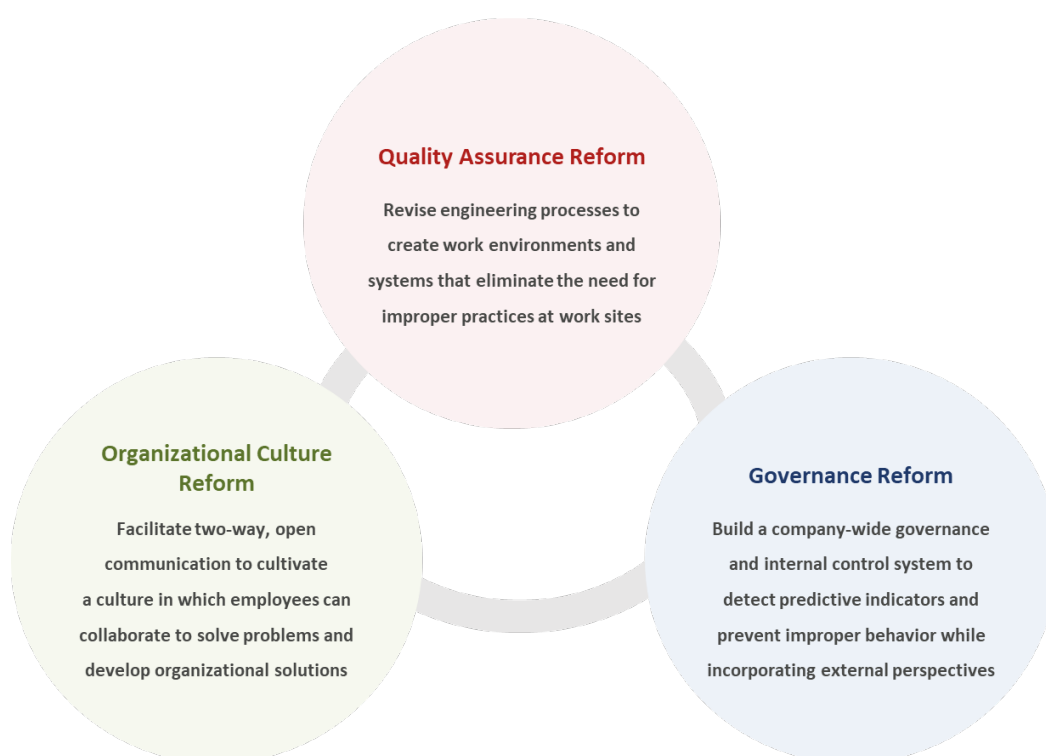 Quality Assurance Reform
Revise engineering processes to
create work environments and
systems that eliminate the need for
improper practices at work sites
Organizational Culture
Reform
Facilitate two-way, open
communication to cultivate
a culture in which employees can
collaborate to solve problems and
develop organizational solutions
Governance Reform
Build a company-wide governance
and internal control system to
detect predictive indicators and
prevent improper behavior while
incorporating external perspectives